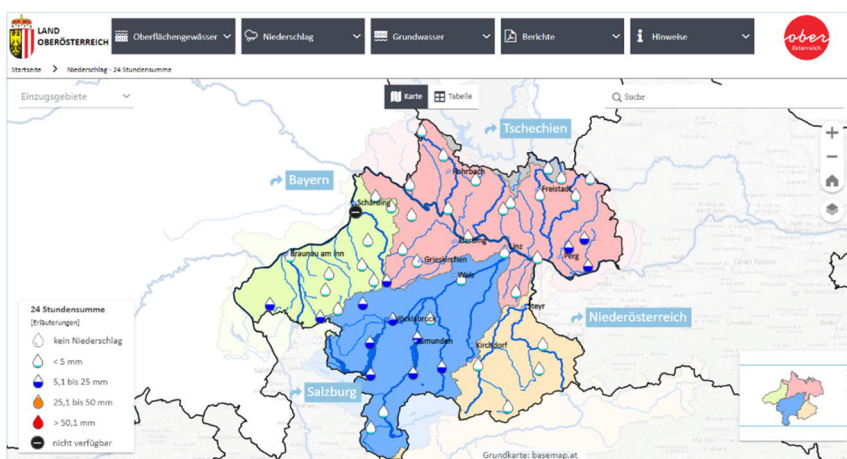 LAND
OBERÖSTERREICH
Oberflächengewässer
Niederschlag
Grundwasser
Berichte
Hinweise
ober
österreich
Startseite > Niederschlag - 24 Stundensumme
Einzugsgebiete
Karte
Tabelle
Suche
Tschechien
Rohrbach
Bayern
Freistadt
Schärding
Eferding
Linz
Braunau am Inn
Grieskirchen
Perg
Wels
24 Stundensumme
[Erläuterungen]
kein Niederschlag
< 5 mm
5,1 bis 25 mm
25,1 bis 50 mm
> 50,1 mm
nicht verfügbar
Steyr
Niederösterreich
Vöcklabruck
Gmunden
Kirchdorf
Salzburg
Grundkarte: basemap.at